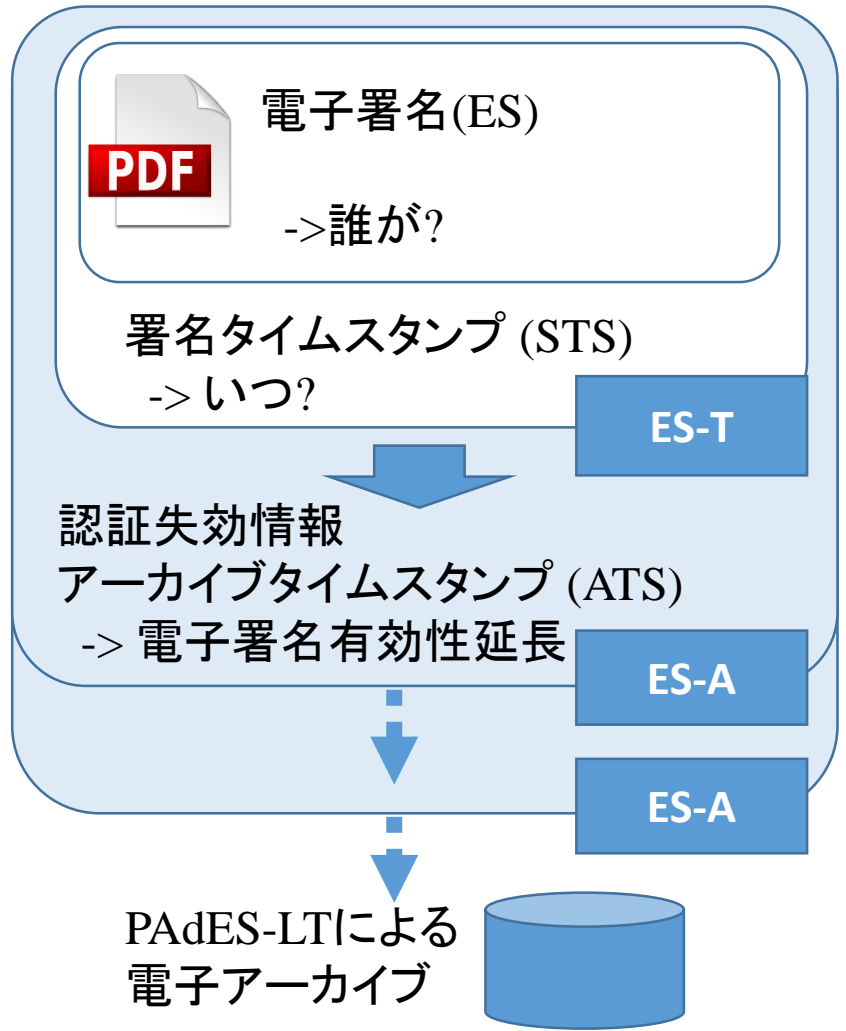 電子署名(ES)
PDF
->誰が?
署名タイムスタンプ (STS)
-> いつ?
ES-T
認証失効情報
アーカイブタイムスタンプ (ATS)
-> 電子署名有効性延長
ES-A
ES-A
PAdES-LTによる
電子アーカイブ